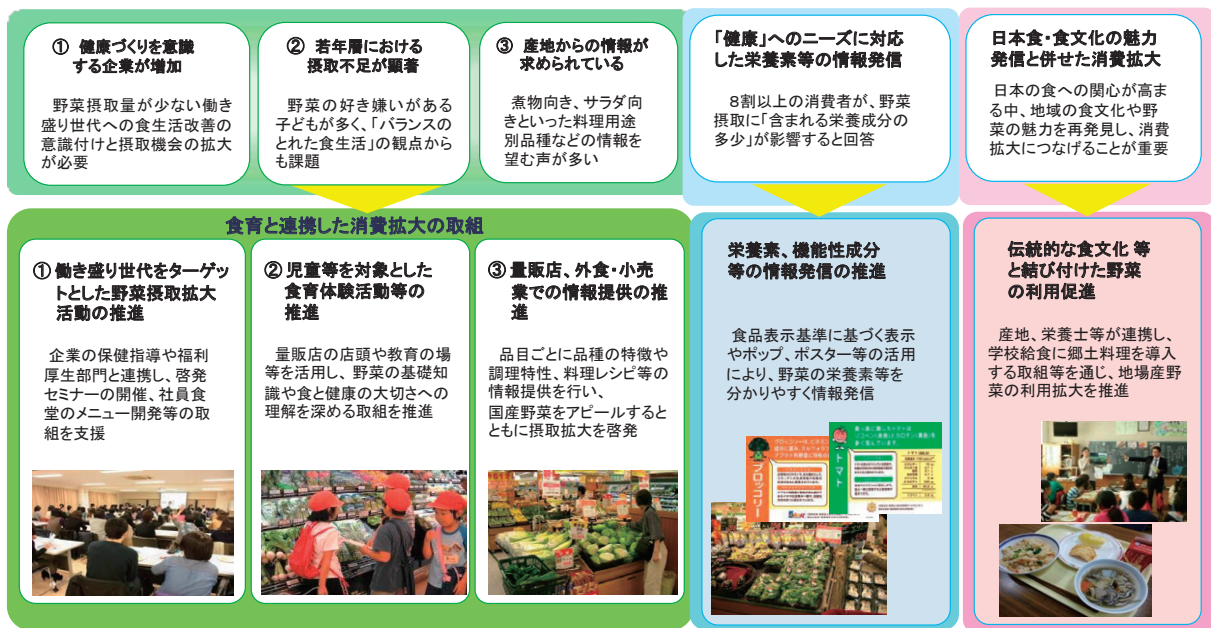 ① 健康づくりを意識
する企業が増加
野菜摂取量が少ない働き
盛り世代への食生活改善の
意識付けと摂取機会の拡大
が必要
② 若年層における
摂取不足が顕著
野菜の好き嫌いがある
子どもが多く、「バランスの
とれた食生活」の観点から
も課題
③ 産地からの情報が
求められている
煮物向き、サラダ向
きといった料理用途
別品種などの情報を
望む声が多い
「健康」へのニーズに対応
した栄養素等の情報発信
８割以上の消費者が、野菜
摂取に「含まれる栄養成分の
多少」が影響すると回答
日本食・食文化の魅力
発信と併せた消費拡大
日本の食への関心が高ま
る中、地域の食文化や野
菜の魅力を再発見し、消費
拡大につなげることが重要
食育と連携した消費拡大の取組
① 働き盛り世代をターゲッ
トとした野菜摂取拡大
活動の推進
企業の保健指導や福利
厚生部門と連携し、啓発
セミナーの開催、社員食
堂のメニュー開発等の取
組を支援
② 児童等を対象とした
食育体験活動等の
推進
量販店の店頭や教育の場
等を活用し、野菜の基礎知
識や食と健康の大切さへの
理解を深める取組を推進
③ 量販店、外食・小売
業での情報提供の推
進
品目ごとに品種の特徴や
調理特性、料理レシピ等の
情報提供を行い、
国産野菜をアピールすると
ともに摂取拡大を啓発
栄養素、機能性成分
等の情報発信の推進
食品表示基準に基づく表示
やポップ、ポスター等の活用
により、野菜の栄養素等を
分かりやすく情報発信
ブロッコリー
トマト
伝統的な食文化 等
と結び付けた野菜
の利用促進
産地、栄養士等が連携し、
学校給食に郷土料理を導入
する取組等を通じ、地場産野
菜の利用拡大を推進